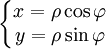 x = ρ cos φ
y = ρ sin φ